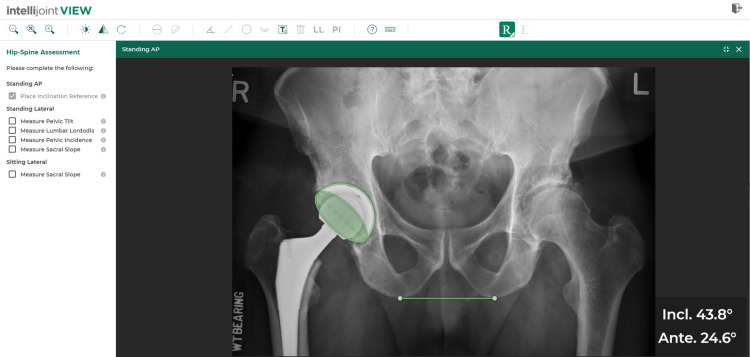 intellijoint VIEW
LL PI
R L
Hip-Spine Assessment
Standing AP
Please complete the following:
Standing AP
Place Inclination Reference
Standing Lateral
Measure Pelvic Tilt
Measure Lumbar Lordodis
Measure Pelvic Incidence
Measure Sacral Slope
Sitting Lateral
Measure Sacral Slope
R
L
WT BEARING
Incl. 43.8°
Ante. 24.6°